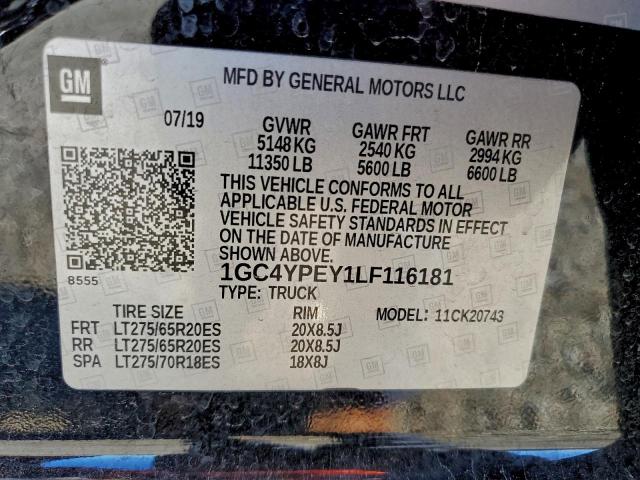 GM
MFD BY GENERAL MOTORS LLC
07/19
GVWR GAWR FRT GAWR RR
5148 KG 2540 KG 2994 KG
11350 LB 5600 LB 6600 LB
THIS VEHICLE CONFORMS TO ALL
APPLICABLE U.S. FEDERAL MOTOR
VEHICLE SAFETY STANDARDS IN EFFECT
ON THE DATE OF MANUFACTURE
SHOWN ABOVE.
8555
1GC4YPEY1LF116181
TYPE: TRUCK
TIRE SIZE RIM MODEL: 11CK20743
FRT LT275/65R20ES 20X8.5J
RR LT275/65R20ES 20X8.5J
SPA LT275/70R18ES 18X8J